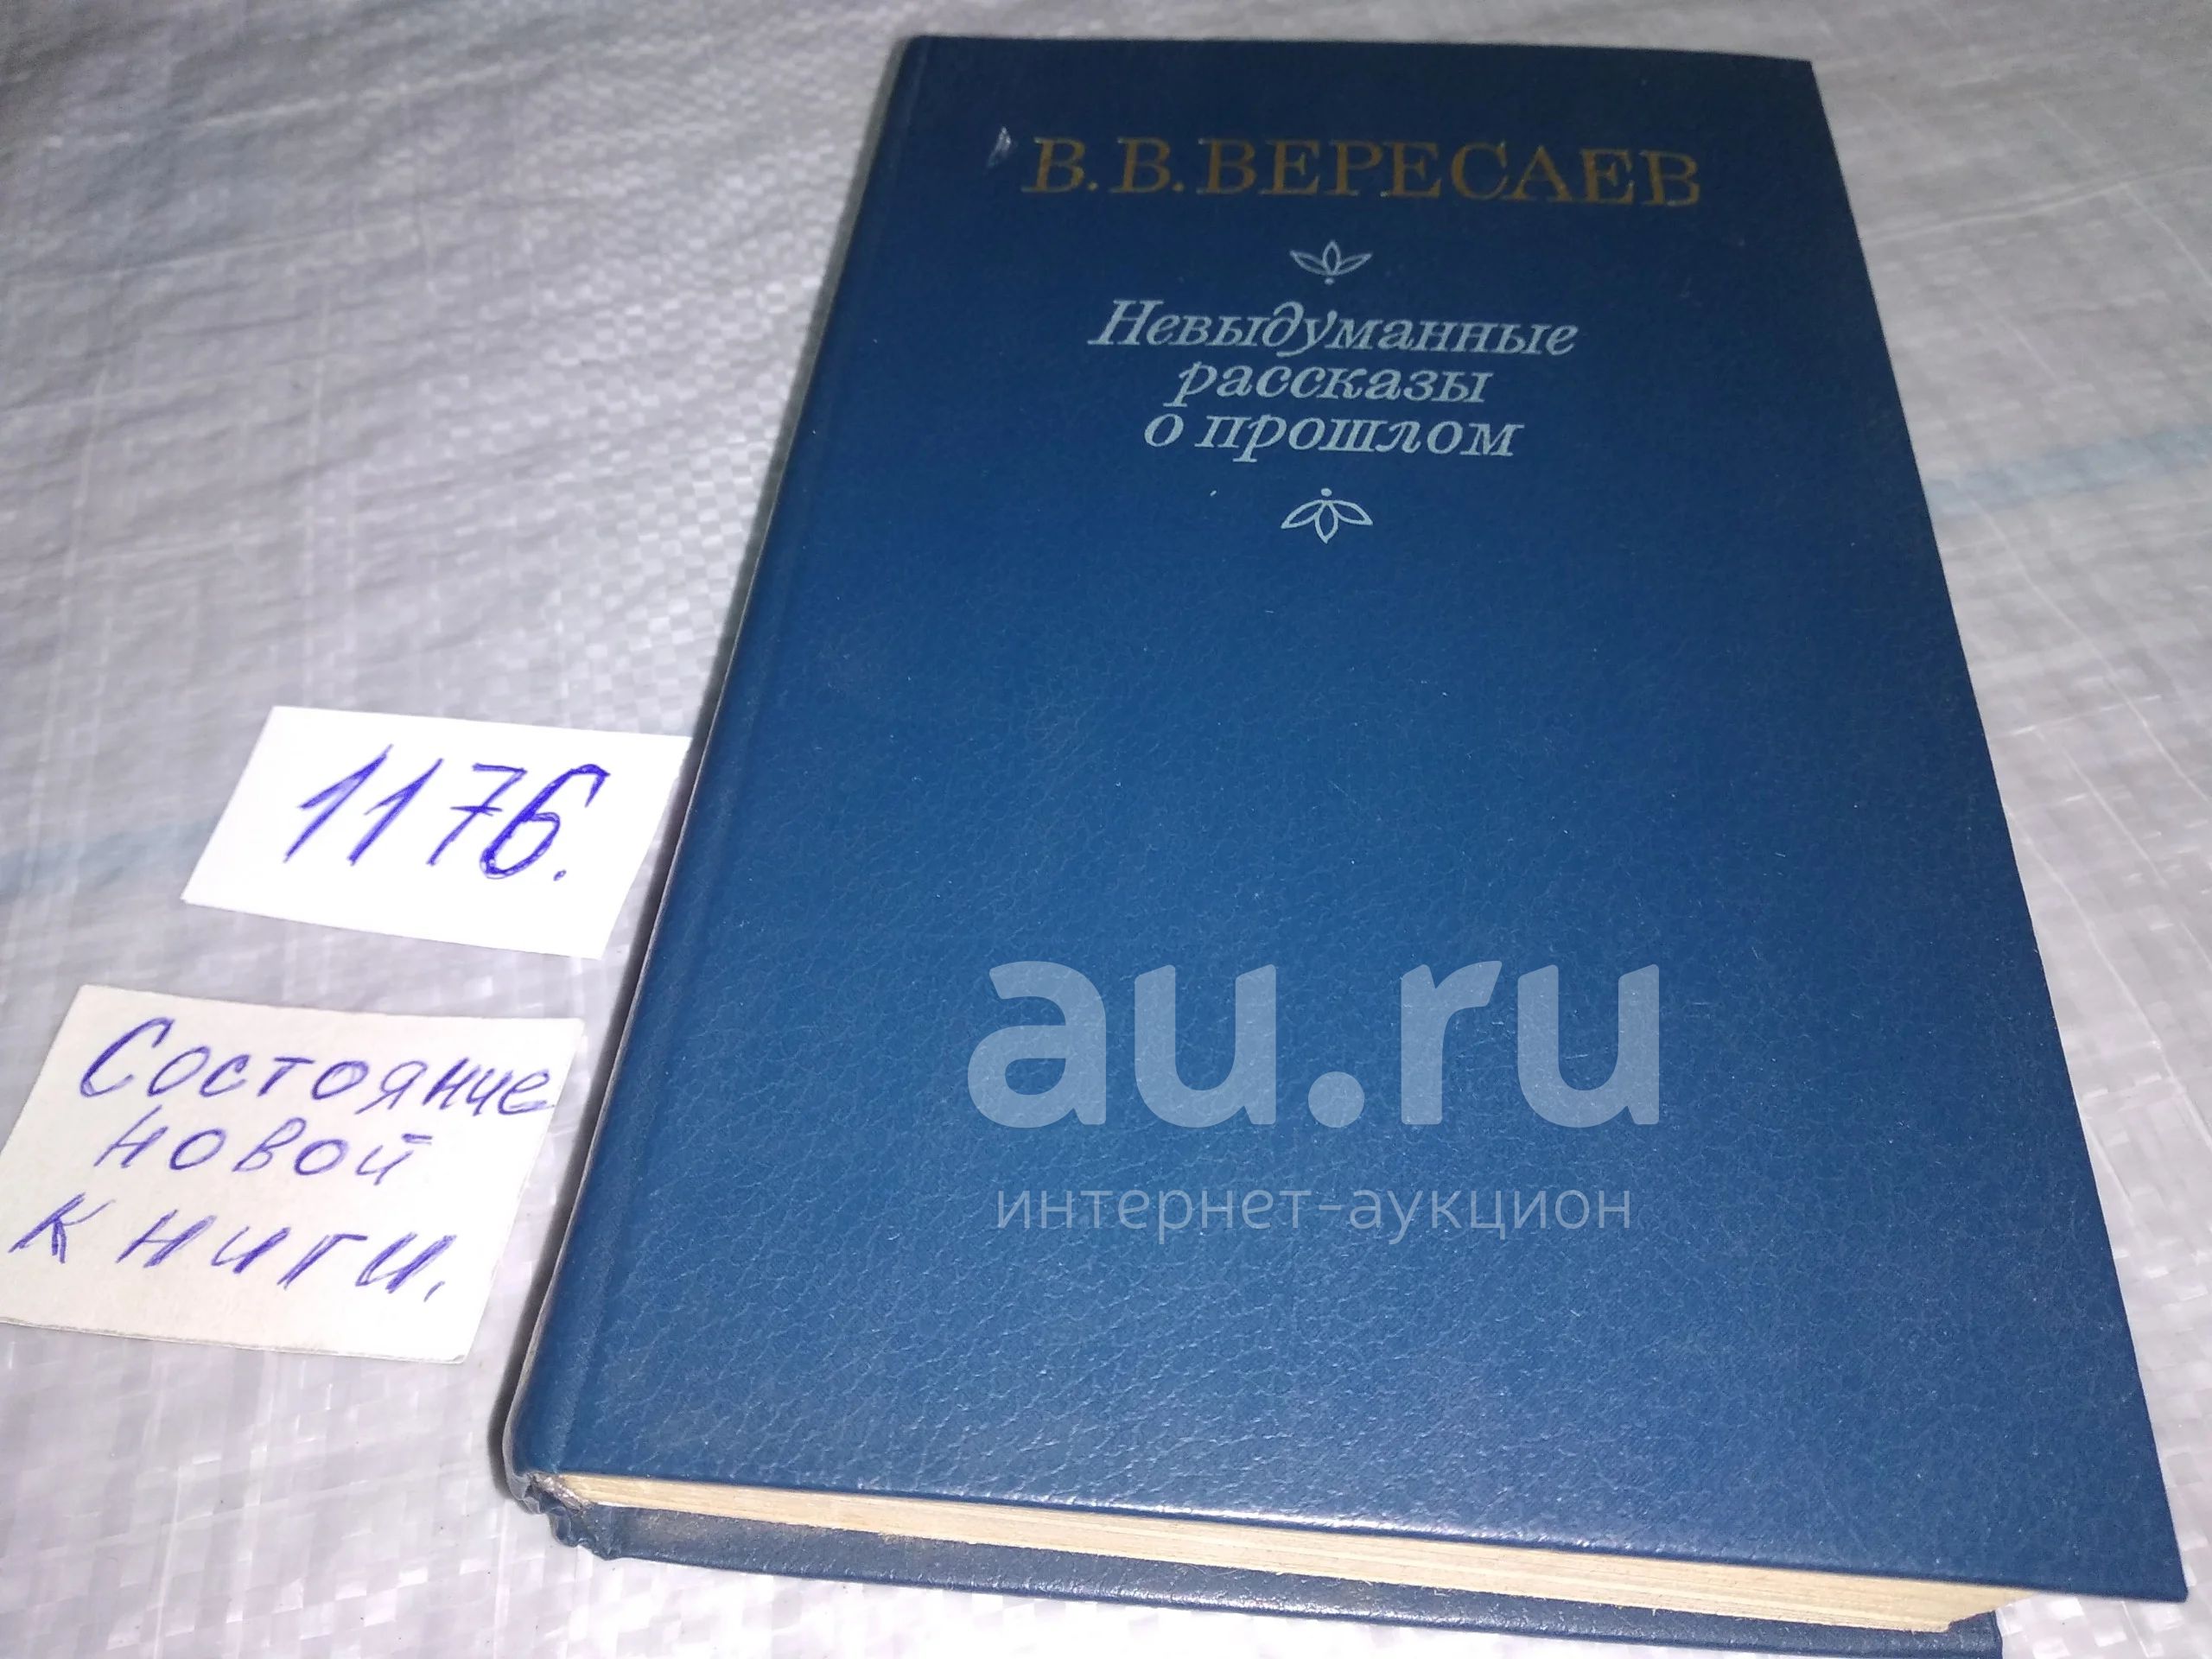 В. В. ВЕРЕСАЕВ
Невыдуманные
рассказы
о прошлом
1176.
Состояние
новой
книги.
au.ru
интернет-аукцион